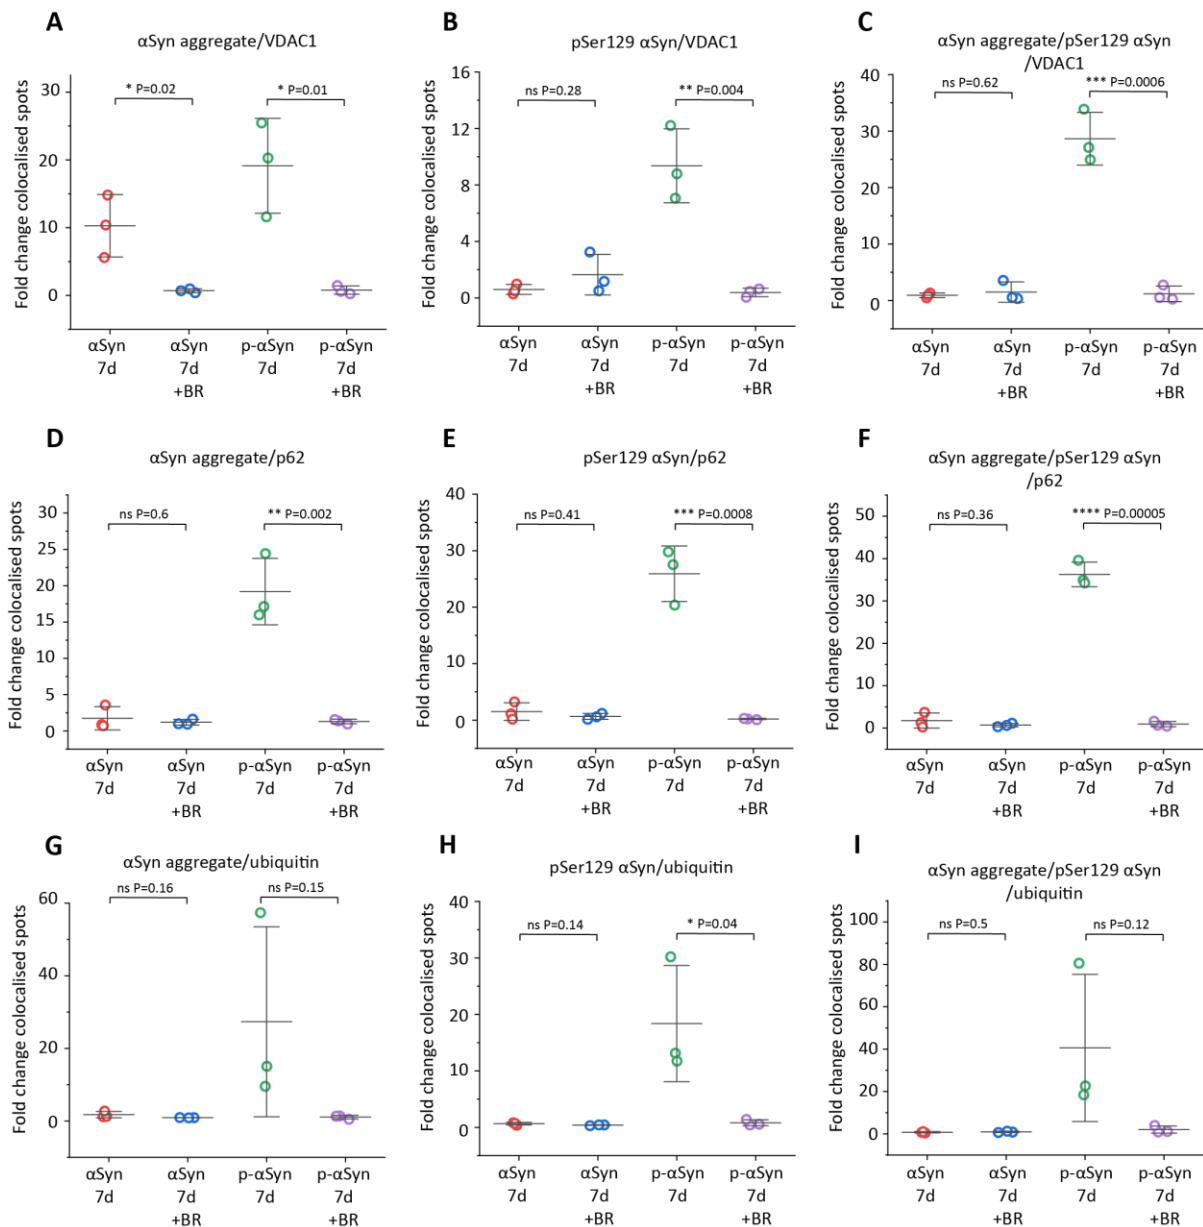 A
αSyn aggregate/VDAC1
Fold change colocalised spots
30
20
10
0
* P=0.02
* P=0.01
αSyn αSyn p-αSyn p-αSyn
7d 7d 7d 7d
+BR +BR
B
pSer129 αSyn/VDAC1
Fold change colocalised spots
16
12
8
4
0
ns P=0.28
** P=0.004
αSyn αSyn p-αSyn p-αSyn
7d 7d 7d 7d
+BR +BR
C
αSyn aggregate/pSer129 αSyn
/VDAC1
Fold change colocalised spots
40
30
20
10
0
ns P=0.62
*** P=0.0006
αSyn αSyn p-αSyn p-αSyn
7d 7d 7d 7d
+BR +BR
D
αSyn aggregate/p62
Fold change colocalised spots
30
25
20
15
10
5
0
ns P=0.6
** P=0.002
αSyn αSyn p-αSyn p-αSyn
7d 7d 7d 7d
+BR +BR
E
pSer129 αSyn/p62
Fold change colocalised spots
40
30
20
10
0
ns P=0.41
*** P=0.0008
αSyn αSyn p-αSyn p-αSyn
7d 7d 7d 7d
+BR +BR
F
αSyn aggregate/pSer129 αSyn
/p62
Fold change colocalised spots
50
40
30
20
10
0
ns P=0.36
**** P=0.00005
αSyn αSyn p-αSyn p-αSyn
7d 7d 7d 7d
+BR +BR
G
αSyn aggregate/ubiquitin
Fold change colocalised spots
60
40
20
0
ns P=0.16
ns P=0.15
αSyn αSyn p-αSyn p-αSyn
7d 7d 7d 7d
+BR +BR
H
pSer129 αSyn/ubiquitin
Fold change colocalised spots
40
30
20
10
0
ns P=0.14
* P=0.04
αSyn αSyn p-αSyn p-αSyn
7d 7d 7d 7d
+BR +BR
I
αSyn aggregate/pSer129 αSyn
/ubiquitin
Fold change colocalised spots
100
80
60
40
20
0
ns P=0.5
ns P=0.12
αSyn αSyn p-αSyn p-αSyn
7d 7d 7d 7d
+BR +BR